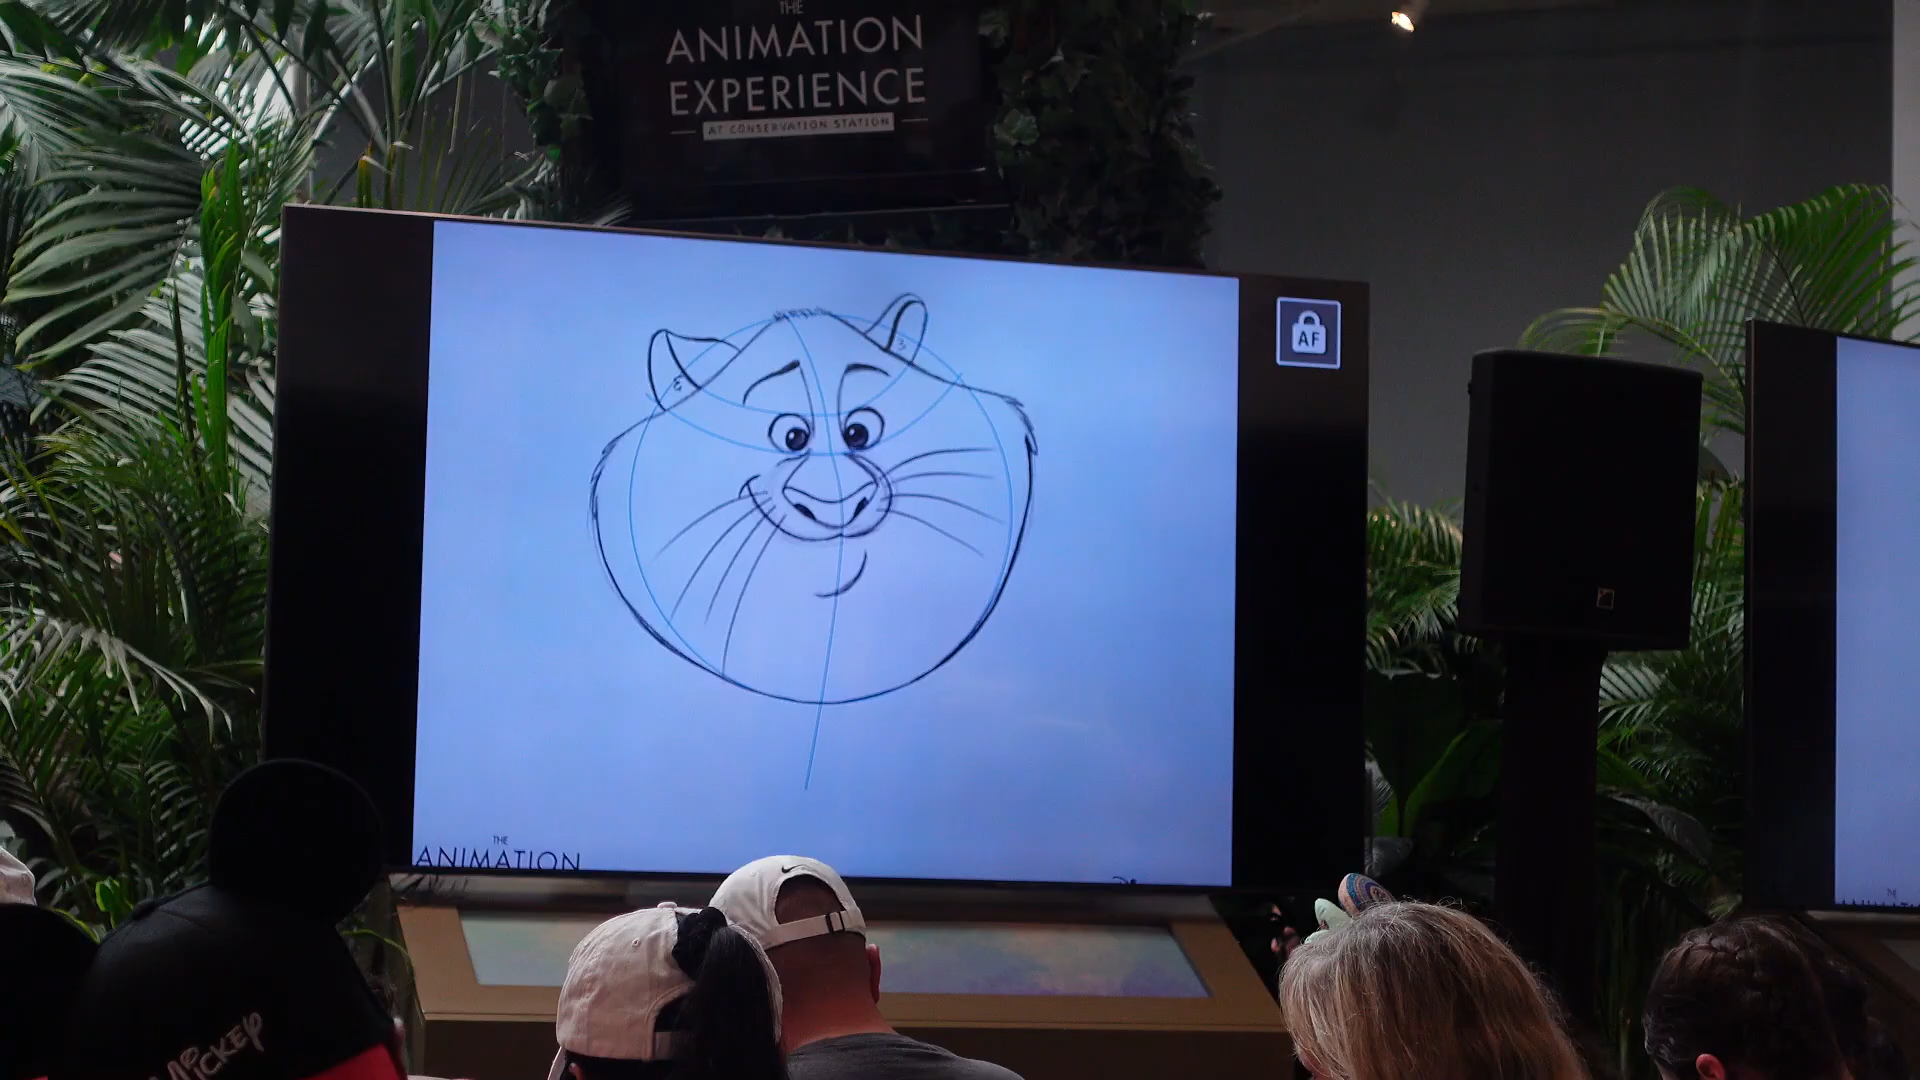 THE
ANIMATION
EXPERIENCE
AT CONSERVATION STATION
AF
THE
ANIMATION
MICKEY